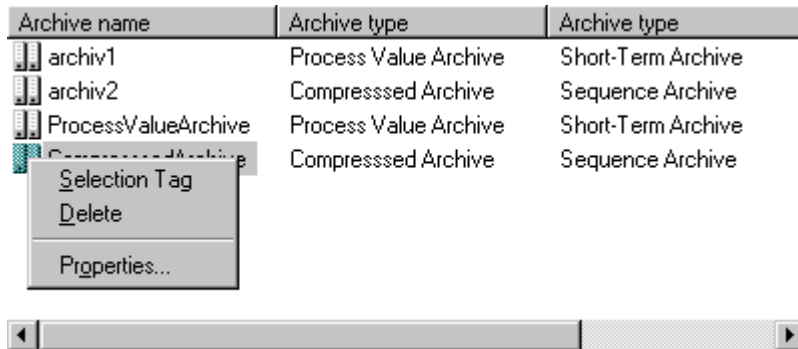 Archive name Archive type Archive type
archiv1 Process Value Archive Short-Term Archive
archiv2 Compresssed Archive Sequence Archive
ProcessValueArchive Process Value Archive Short-Term Archive
Compresssed Archive Sequence Archive
Selection Tag
Delete
Properties...